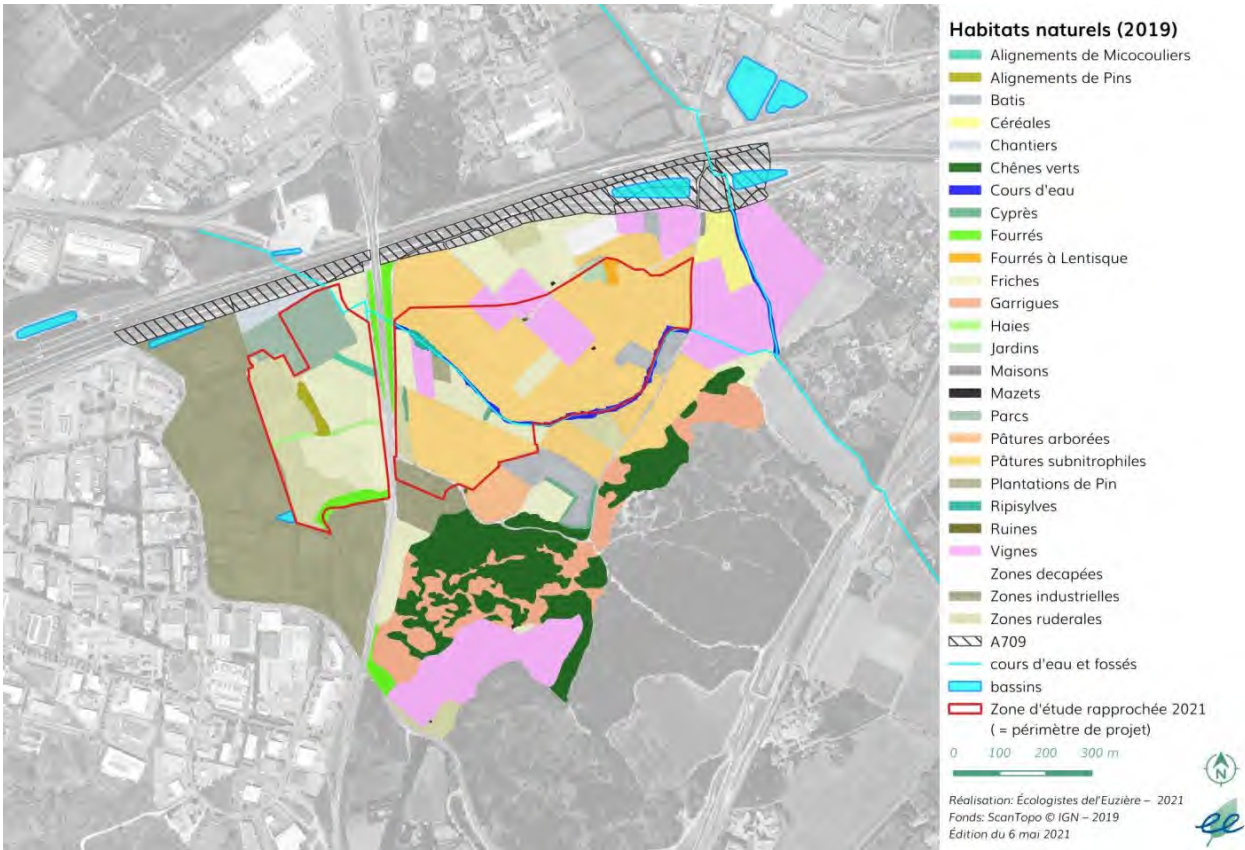 Habitats naturels (2019)
Alignements de Micocouliers
Alignements de Pins
Batis
Céréales
Chantiers
Chênes verts
Cours d'eau
Cyprès
Fourrés
Fourrés à Lentisque
Friches
Garrigues
Haies
Jardins
Maisons
Mazets
Parcs
Pâtures arborées
Pâtures subnitrophiles
Plantations de Pin
Ripisylves
Ruines
Vignes
Zones decapées
Zones industrielles
Zones ruderales
A709
cours d'eau et fossés
bassins
Zone d'étude rapprochée 2021
( = périmètre de projet)
0 100 200 300 m
N
Réalisation: Écologistes del'Euzière – 2021
Fonds: ScanTopo © IGN – 2019
Édition du 6 mai 2021
ee